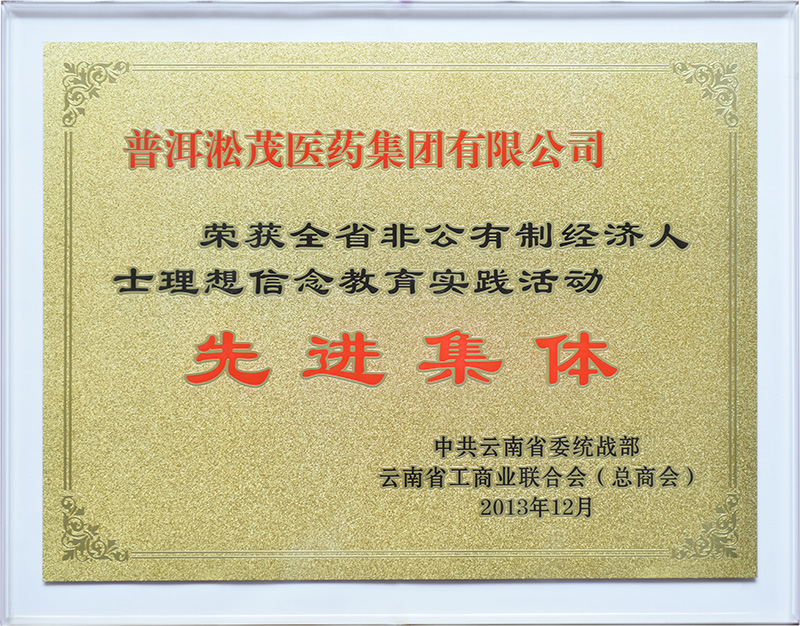 普洱淞茂医药集团有限公司
荣获全省非公有制经济人
士理想信念教育实践活动
先进集体
中共云南省委统战部
云南省工商业联合会（总商会）
2013年12月